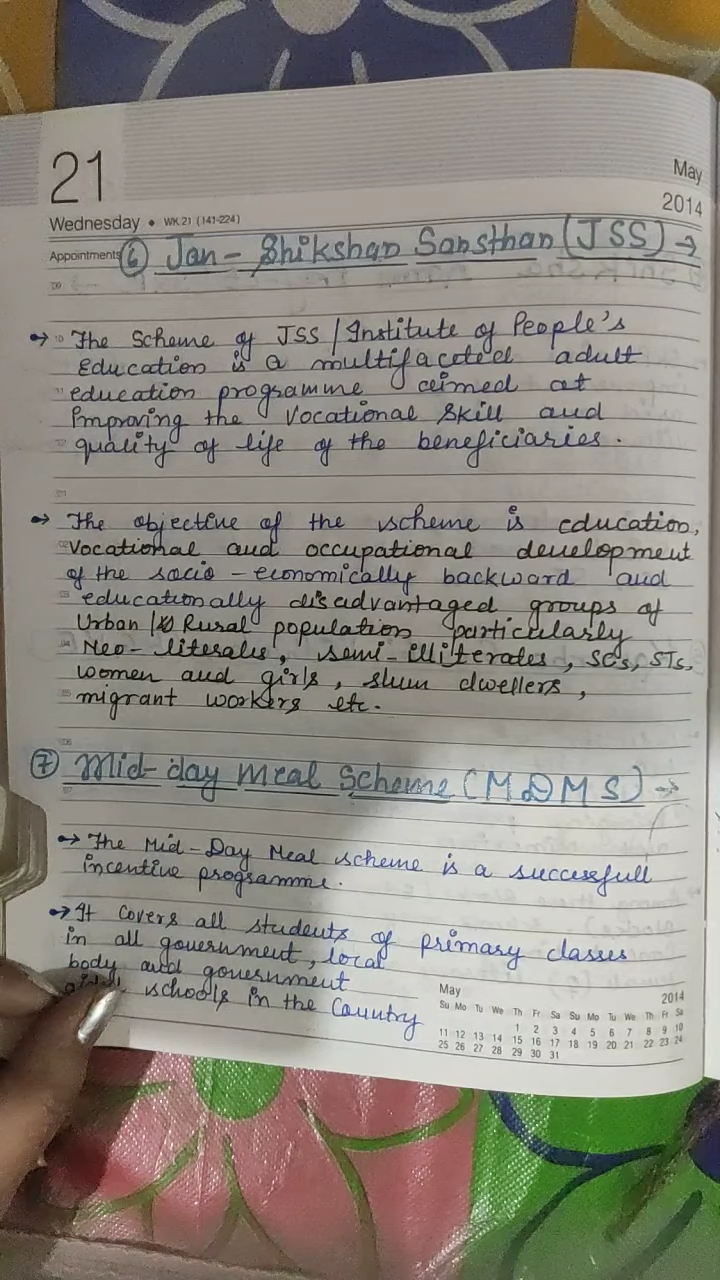 21
May
2014
Wednesday • WK 21 (141-224)
Appointments
⑥ Jan - Shikshan Sansthan (JSS) →
→ The Scheme of JSS / Institute of People's
Education is a multifaceted adult
education programme aimed at
Improving the Vocational Skill and
quality of life of the beneficiaries.
→ The objective of the scheme is education,
Vocational and occupational development
of the socio - economically backward and
educationally disadvantaged groups of
Urban / Rural population particularly
Neo - literates, semi - illiterates, SCs, STs,
women and girls, slum dwellers,
migrant workers etc.
⑦ Mid-day Meal Scheme (MDMS) →
→ The Mid-Day Meal scheme is a successfull
incentive programme.
→ It covers all students of primary classes
in all government, local
body and government
schools in the Country
May
2014
Su Mo Tu We Th Fr Sa Su Mo Tu We Th Fr Sa
1 2 3 4 5 6 7 8 9 10
11 12 13 14 15 16 17 18 19 20 21 22 23 24
25 26 27 28 29 30 31